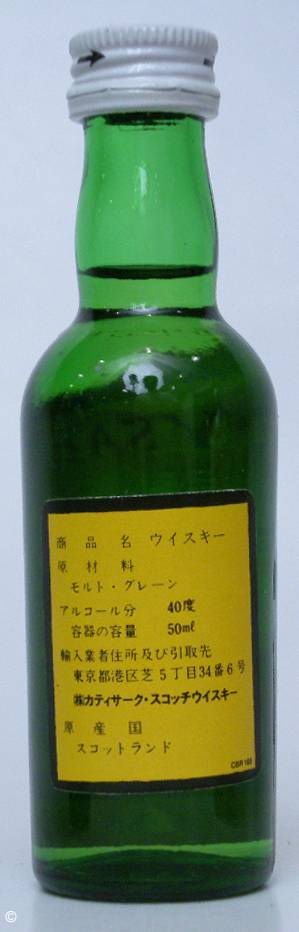 商品名 ウイスキー
原材料
モルト・グレーン
アルコール分 40度
容器の容量 50mℓ
輸入業者住所及び引取先
東京都港区芝5丁目34番6号
㈱カティサーク・スコッチウイスキー
原産国
スコットランド
CBR 163
©